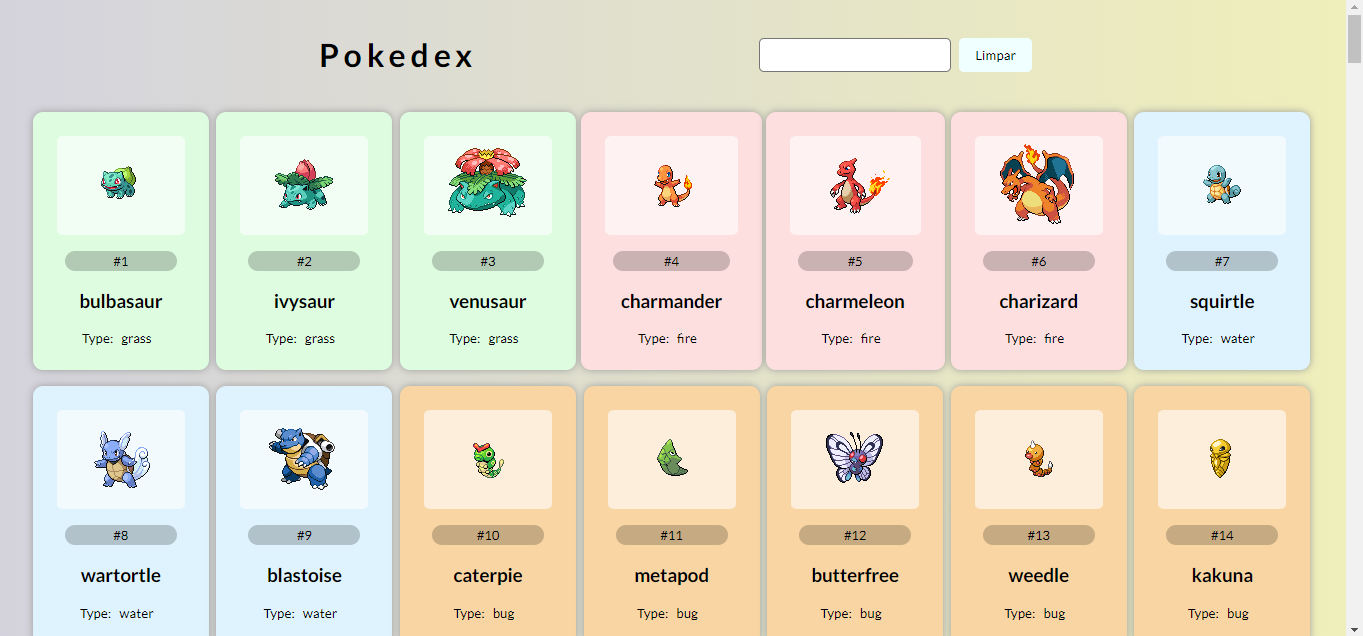 Pokedex
Limpar
#1 #2 #3 #4 #5 #6 #7
bulbasaur ivysaur venusaur charmander charmeleon charizard squirtle
Type: grass Type: grass Type: grass Type: fire Type: fire Type: fire Type: water
#8 #9 #10 #11 #12 #13 #14
wartortle blastoise caterpie metapod butterfree weedle kakuna
Type: water Type: water Type: bug Type: bug Type: bug Type: bug Type: bug